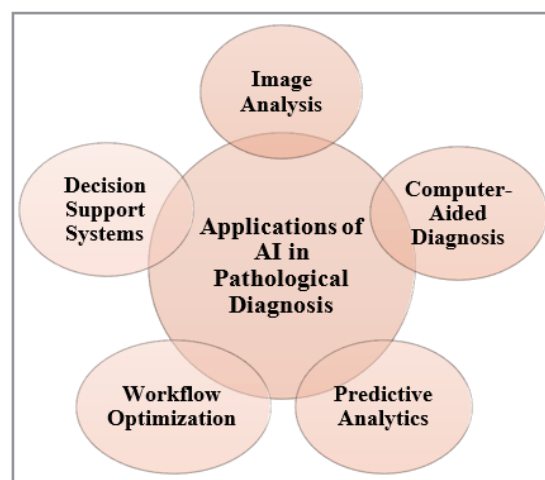 Image
Analysis
Decision
Support
Systems
Computer-
Aided
Diagnosis
Applications of
AI in
Pathological
Diagnosis
Workflow
Optimization
Predictive
Analytics